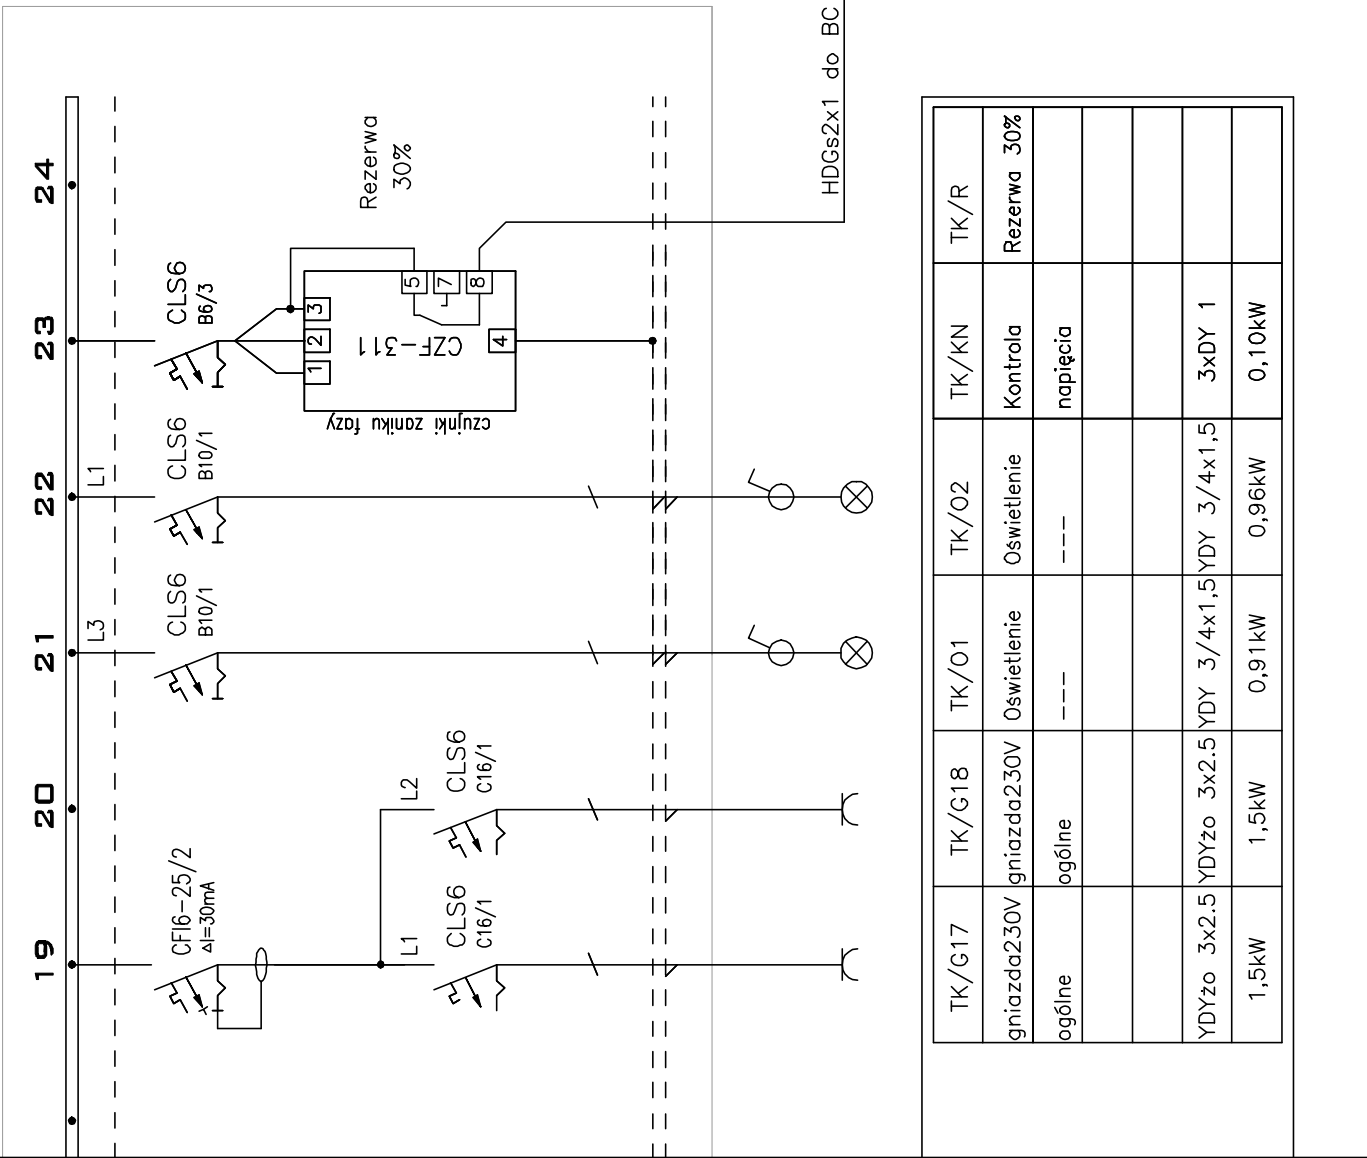 19
20
21
22
23
24
L3
L1
CFI6-25/2
ΔI=30mA
CLS6
B10/1
CLS6
B10/1
CLS6
B6/3
Rezerwa
30%
1
2
3
4
5
7
8
CZF-311
czujnki zaniku fazy
L1
L2
CLS6
C16/1
CLS6
C16/1
HDGs2x1 do BC
TK/G17
TK/G18
TK/O1
TK/O2
TK/KN
TK/R
gniazda230V
gniazda230V
Oświetlenie
Oświetlenie
Kontrola
Rezerwa 30%
ogólne
ogólne
---
---
napięcia
YDYżo 3x2.5
YDYżo 3x2.5
YDY 3/4x1,5
YDY 3/4x1,5
3xDY 1
1,5kW
1,5kW
0,91kW
0,96kW
0,10kW